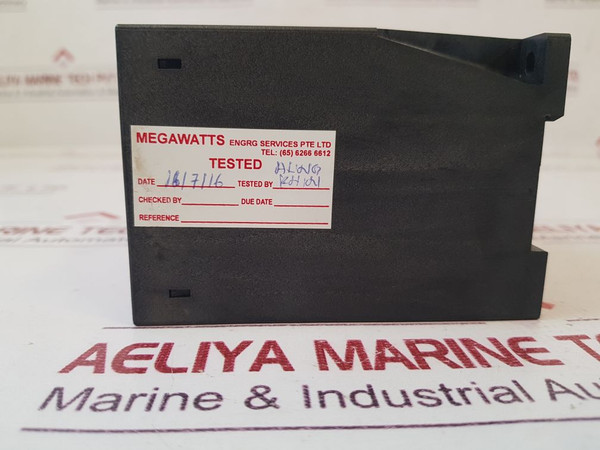 MEGAWATTS ENGRG SERVICES PTE LTD
TEL: (65) 6266 6612
TESTED
DATE 16/7/16 TESTED BY
CHECKED BY DUE DATE
REFERENCE
AELIYA MARINE TE
Marine & Industrial Au